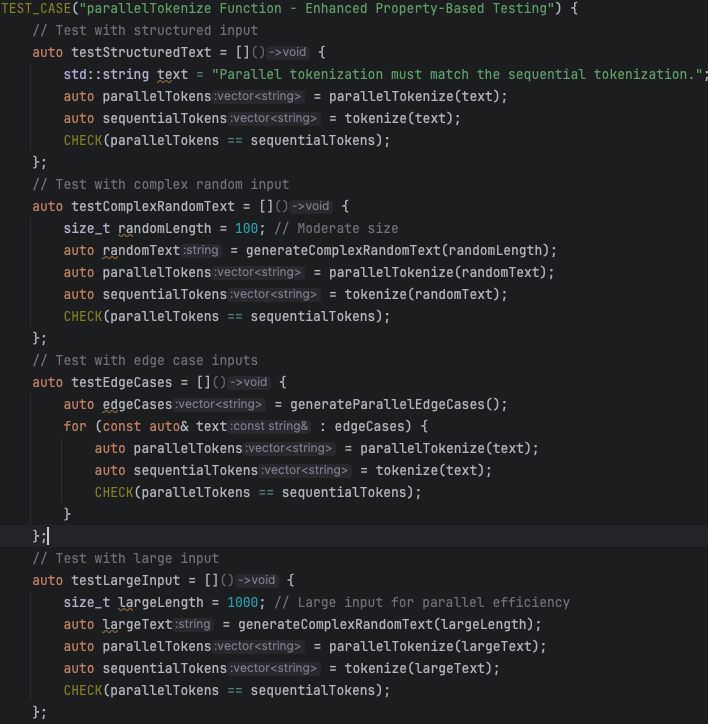 TEST_CASE("parallelTokenize Function - Enhanced Property-Based Testing") {
// Test with structured input
auto testStructuredText = []()->void {
std::string text = "Parallel tokenization must match the sequential tokenization.";
auto parallelTokens:vector<string> = parallelTokenize(text);
auto sequentialTokens:vector<string> = tokenize(text);
CHECK(parallelTokens == sequentialTokens);
};
// Test with complex random input
auto testComplexRandomText = []()->void {
size_t randomLength = 100; // Moderate size
auto randomText:string = generateComplexRandomText(randomLength);
auto parallelTokens:vector<string> = parallelTokenize(randomText);
auto sequentialTokens:vector<string> = tokenize(randomText);
CHECK(parallelTokens == sequentialTokens);
};
// Test with edge case inputs
auto testEdgeCases = []()->void {
auto edgeCases:vector<string> = generateParallelEdgeCases();
for (const auto& text:const string& : edgeCases) {
auto parallelTokens:vector<string> = parallelTokenize(text);
auto sequentialTokens:vector<string> = tokenize(text);
CHECK(parallelTokens == sequentialTokens);
}
};
// Test with large input
auto testLargeInput = []()->void {
size_t largeLength = 1000; // Large input for parallel efficiency
auto largeText:string = generateComplexRandomText(largeLength);
auto parallelTokens:vector<string> = parallelTokenize(largeText);
auto sequentialTokens:vector<string> = tokenize(largeText);
CHECK(parallelTokens == sequentialTokens);
};